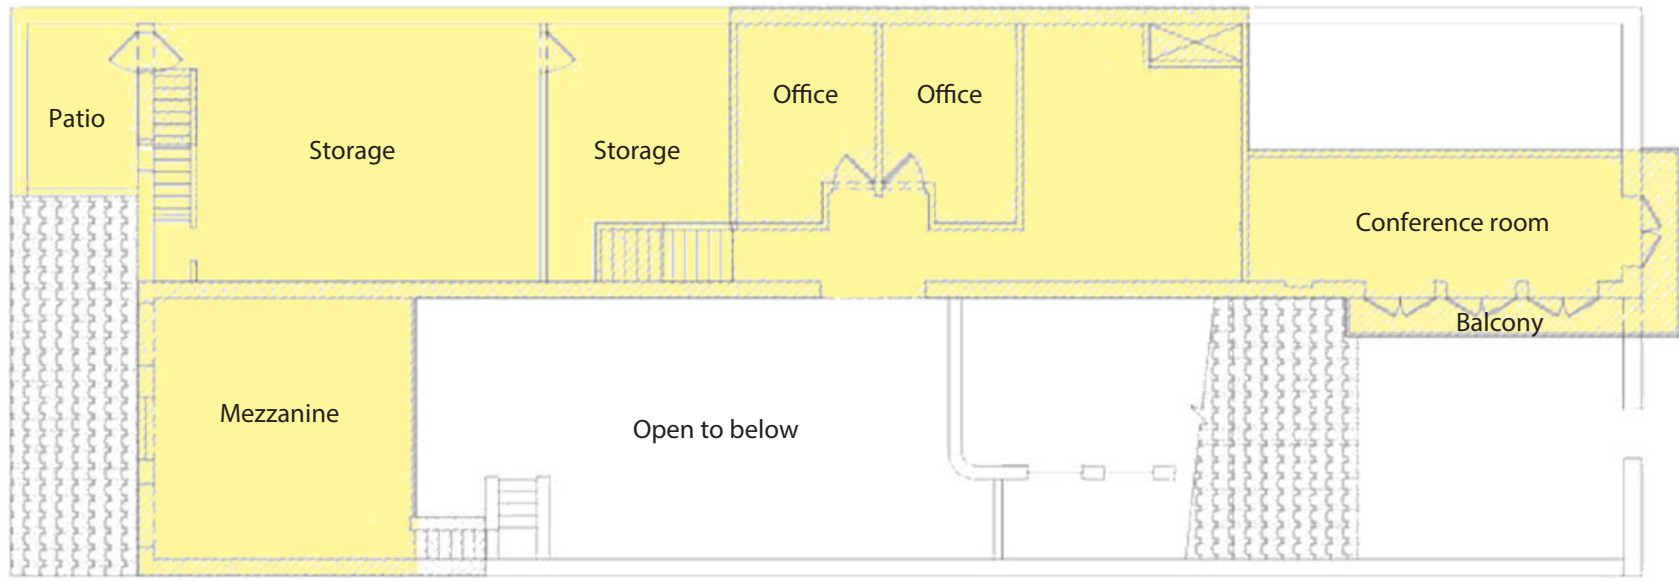 Patio
Storage
Storage
Office
Office
Conference room
Balcony
Mezzanine
Open to below